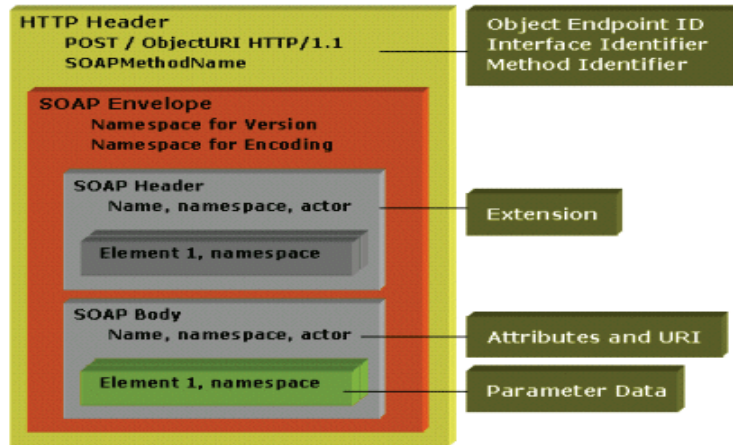 HTTP Header
POST / ObjectURI HTTP/1.1
SOAPMethodName
Object Endpoint ID
Interface Identifier
Method Identifier
SOAP Envelope
Namespace for Version
Namespace for Encoding
SOAP Header
Name, namespace, actor
Extension
Element 1, namespace
SOAP Body
Name, namespace, actor
Attributes and URI
Element 1, namespace
Parameter Data